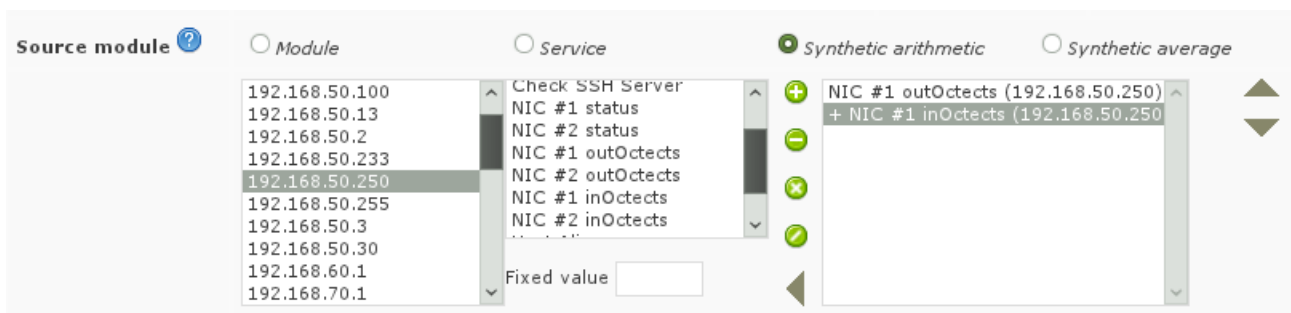 Source module ?
Module
Service
Synthetic arithmetic
Synthetic average
192.168.50.100
192.168.50.13
192.168.50.2
192.168.50.233
192.168.50.250
192.168.50.255
192.168.50.3
192.168.50.30
192.168.60.1
192.168.70.1
Check SSH Server
NIC #1 status
NIC #2 status
NIC #1 outOctects
NIC #2 outOctects
NIC #1 inOctects
NIC #2 inOctects
Fixed value
NIC #1 outOctects (192.168.50.250)
+ NIC #1 inOctects (192.168.50.250